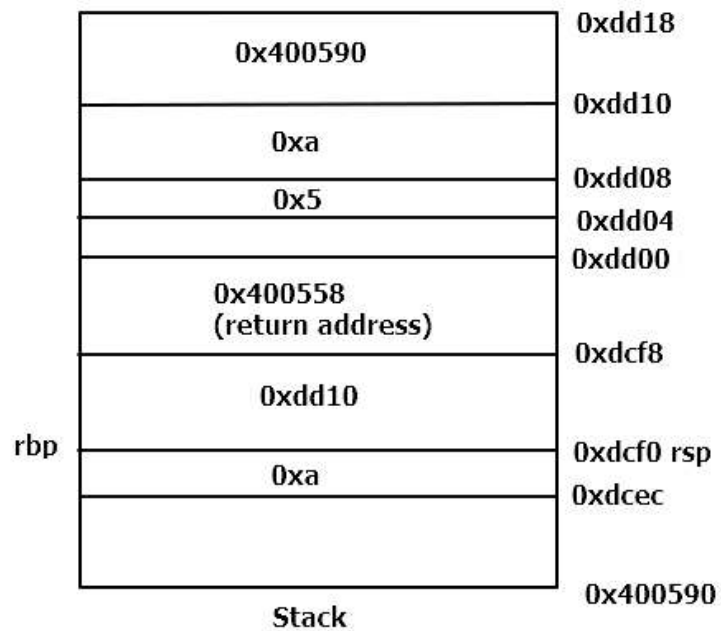 0xdd18
0x400590
0xdd10
0xa
0xdd08
0x5
0xdd04
0xdd00
0x400558
(return address)
0xdcf8
0xdd10
rbp
0xdcf0 rsp
0xa
0xdcec
0x400590
Stack